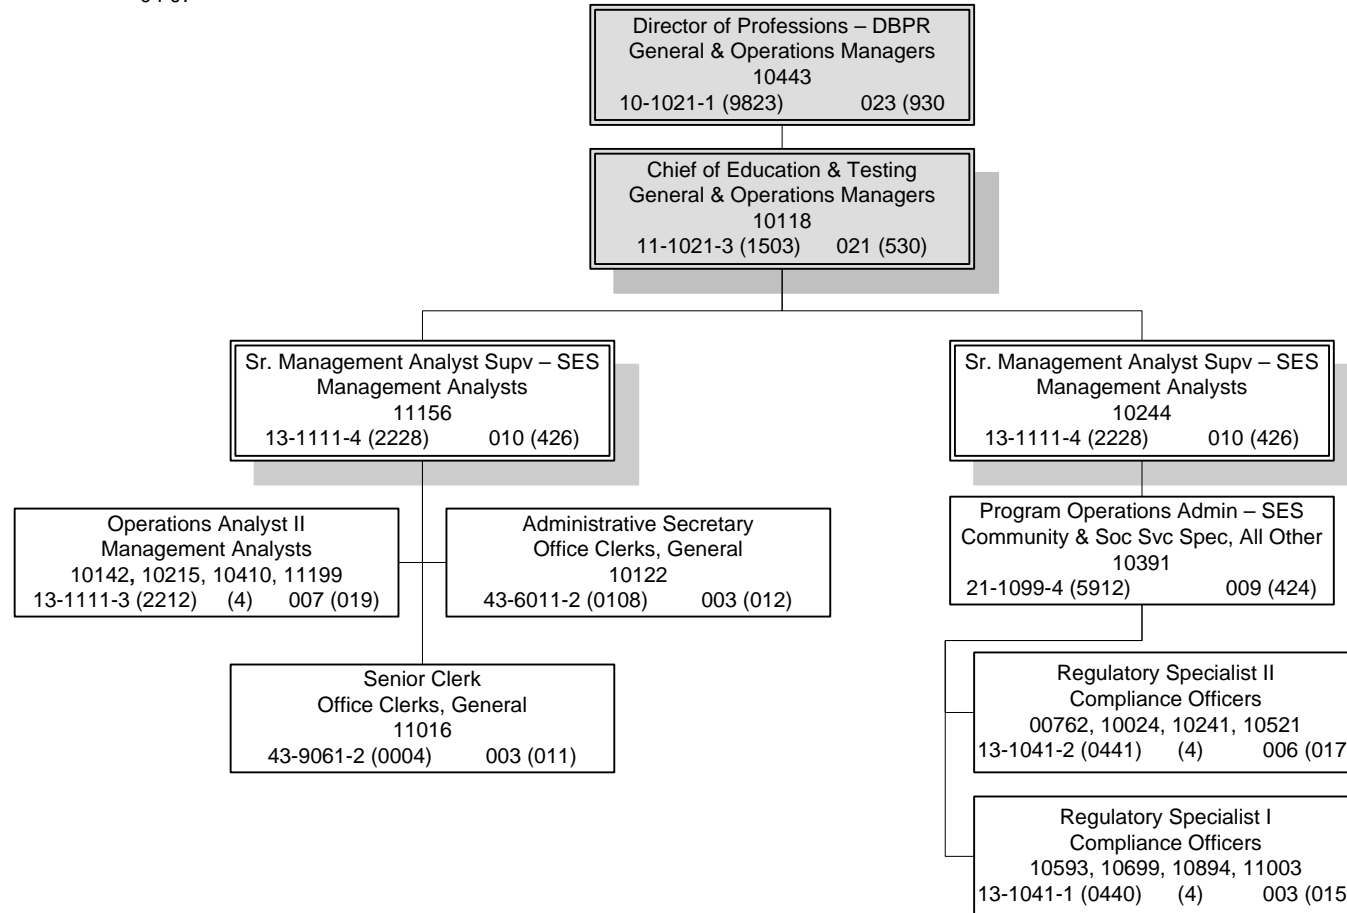 Director of Professions – DBPR
General & Operations Managers
10443
10-1021-1 (9823) 023 (930
Chief of Education & Testing
General & Operations Managers
10118
11-1021-3 (1503) 021 (530)
Sr. Management Analyst Supv – SES
Management Analysts
11156
13-1111-4 (2228) 010 (426)
Sr. Management Analyst Supv – SES
Management Analysts
10244
13-1111-4 (2228) 010 (426)
Operations Analyst II
Management Analysts
10142, 10215, 10410, 11199
13-1111-3 (2212) (4) 007 (019)
Administrative Secretary
Office Clerks, General
10122
43-6011-2 (0108) 003 (012)
Program Operations Admin – SES
Community & Soc Svc Spec, All Other
10391
21-1099-4 (5912) 009 (424)
Senior Clerk
Office Clerks, General
11016
43-9061-2 (0004) 003 (011)
Regulatory Specialist II
Compliance Officers
00762, 10024, 10241, 10521
13-1041-2 (0441) (4) 006 (017
Regulatory Specialist I
Compliance Officers
10593, 10699, 10894, 11003
13-1041-1 (0440) (4) 003 (015